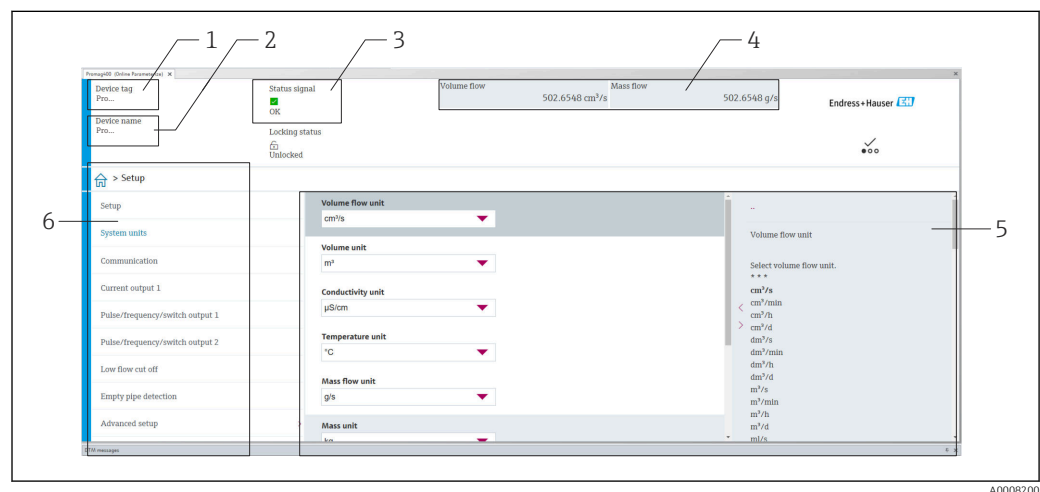 1
2
3
4
Promag400 (Online Parameterize) X
Device tag
Pro...
Device name
Pro...
Status signal
OK
Locking status
Unlocked
Volume flow
502.6548 cm³/s
Mass flow
502.6548 g/s
Endress+Hauser EH
> Setup
6
5
Setup
System units
Communication
Current output 1
Pulse/frequency/switch output 1
Pulse/frequency/switch output 2
Low flow cut off
Empty pipe detection
Advanced setup
Volume flow unit
cm³/s
Volume unit
m³
Conductivity unit
µS/cm
Temperature unit
°C
Mass flow unit
g/s
Mass unit
kg
..
Volume flow unit
Select volume flow unit.
* * *
cm³/s
cm³/min
cm³/h
cm³/d
dm³/s
dm³/min
dm³/h
dm³/d
m³/s
m³/min
m³/h
m³/d
ml/s
DTM messages
A0008200